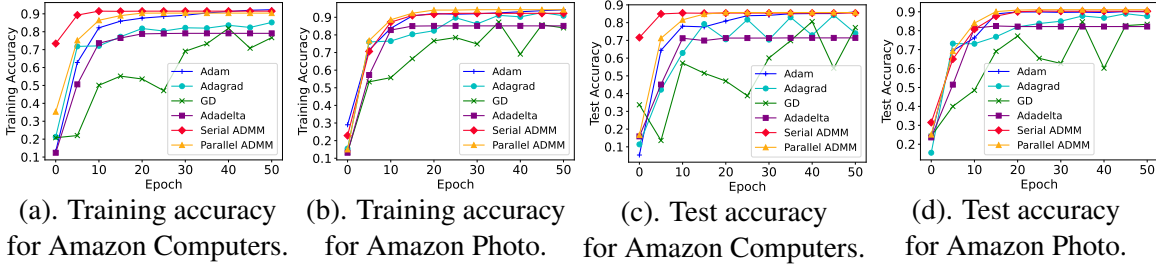 1.0
0.9
0.8
0.7
0.6
0.5
0.4
0.3
0.2
0.1
Training Accuracy
Adam
Adagrad
GD
Adadelta
Serial ADMM
Parallel ADMM
0 10 20 30 40 50
Epoch
(a). Training accuracy
for Amazon Computers.
1.0
0.9
0.8
0.7
0.6
0.5
0.4
0.3
0.2
0.1
Training Accuracy
Adam
Adagrad
GD
Adadelta
Serial ADMM
Parallel ADMM
0 10 20 30 40 50
Epoch
(b). Training accuracy
for Amazon Photo.
0.9
0.8
0.7
0.6
0.5
0.4
0.3
0.2
0.1
Test Accuracy
Adam
Adagrad
GD
Adadelta
Serial ADMM
Parallel ADMM
0 10 20 30 40 50
Epoch
(c). Test accuracy
for Amazon Computers.
0.9
0.8
0.7
0.6
0.5
0.4
0.3
0.2
Test Accuracy
Adam
Adagrad
GD
Adadelta
Serial ADMM
Parallel ADMM
0 10 20 30 40 50
Epoch
(d). Test accuracy
for Amazon Photo.